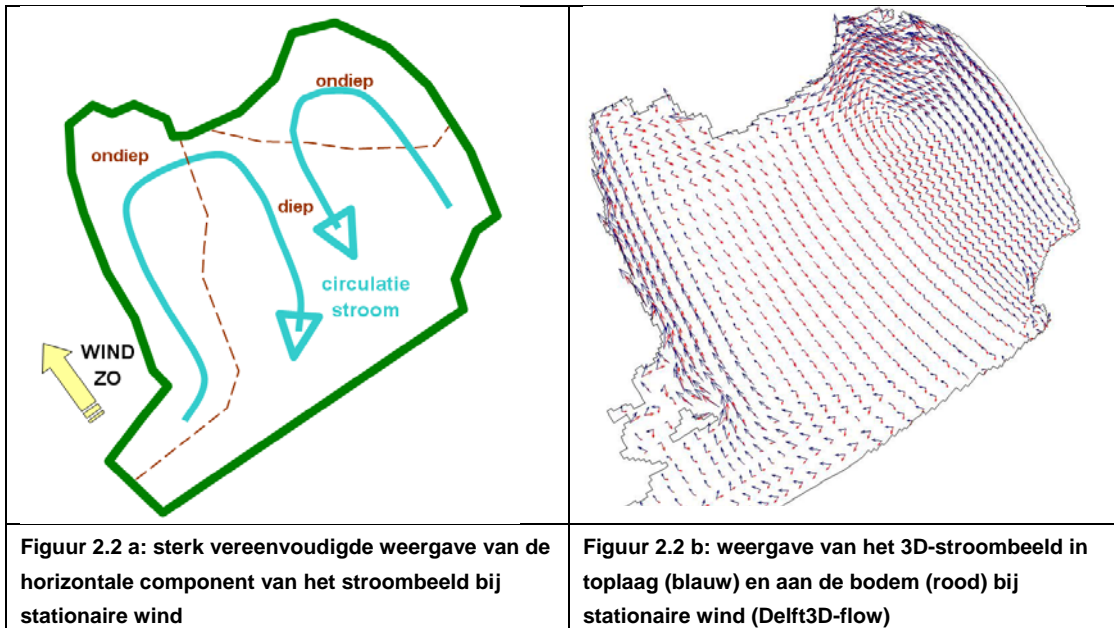 ondiep
ondiep
diep
circulatie
stroom
WIND
ZO
Figuur 2.2 a: sterk vereenvoudigde weergave van de
horizontale component van het stroombeeld bij
stationaire wind
Figuur 2.2 b: weergave van het 3D-stroombeeld in
toplaag (blauw) en aan de bodem (rood) bij
stationaire wind (Delft3D-flow)